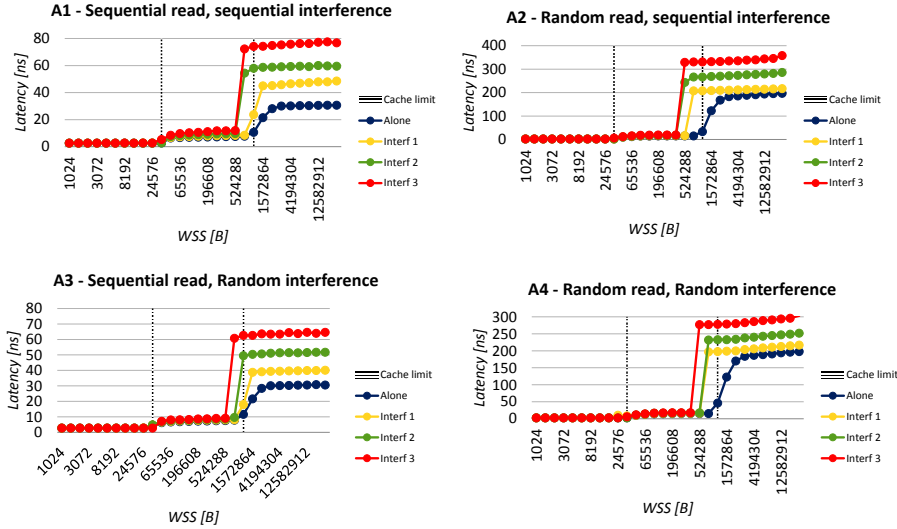 A1 - Sequential read, sequential interference
Latency [ns]
80
60
40
20
0
1024
3072
8192
24576
65536
196608
524288
1572864
4194304
12582912
WSS [B]
A2 - Random read, sequential interference
Latency [ns]
400
300
200
100
0
1024
3072
8192
24576
65536
196608
524288
1572864
4194304
12582912
WSS [B]
Cache limit
Alone
Interf 1
Interf 2
Interf 3
Cache limit
Alone
Interf 1
Interf 2
Interf 3
A3 - Sequential read, Random interference
Latency [ns]
80
70
60
50
40
30
20
10
0
1024
3072
8192
24576
65536
196608
524288
1572864
4194304
12582912
WSS [B]
Cache limit
Alone
Interf 1
Interf 2
Interf 3
A4 - Random read, Random interference
Latency [ns]
300
250
200
150
100
50
0
1024
3072
8192
24576
65536
196608
524288
1572864
4194304
12582912
WSS [B]
Cache limit
Alone
Interf 1
Interf 2
Interf 3